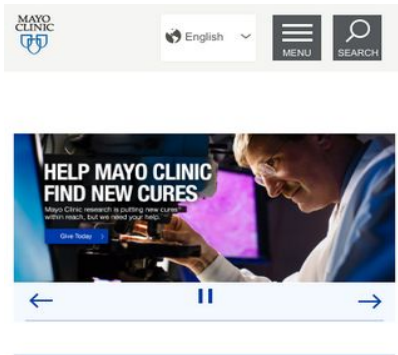 MAYO
CLINIC
English
MENU
SEARCH
HELP MAYO CLINIC
FIND NEW CURES
Mayo Clinic research is putting new cures
within reach, but we need your help.
Give Today